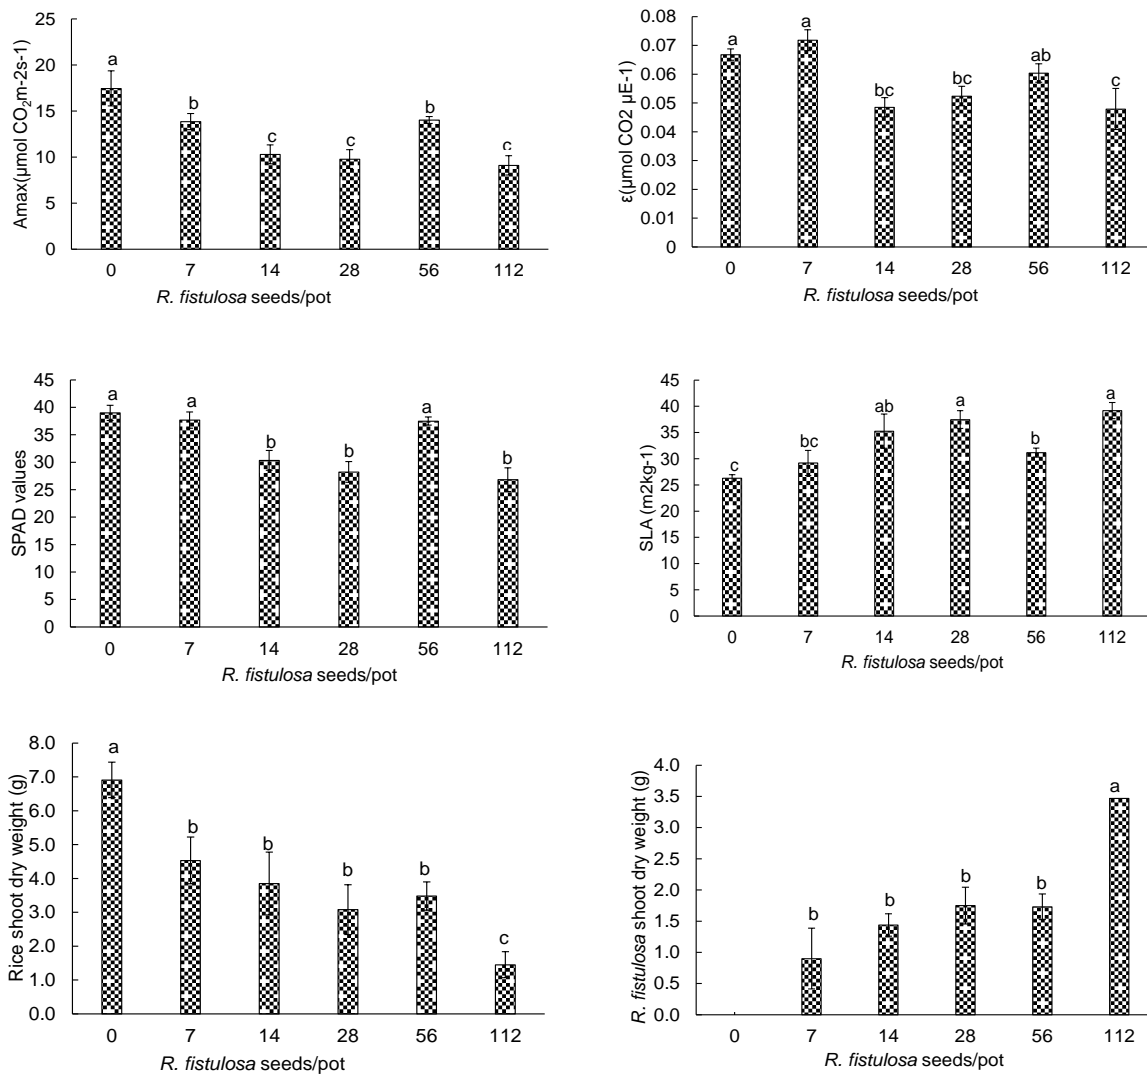 Amax(µmol CO₂m-2s-1)
25
20
15
10
5
0
a
b
c
c
b
c
0 7 14 28 56 112
R. fistulosa seeds/pot
ε(µmol CO2 µE-1)
0.08
0.07
0.06
0.05
0.04
0.03
0.02
0.01
0
a
a
bc
bc
ab
c
0 7 14 28 56 112
R. fistulosa seeds/pot
SPAD values
45
40
35
30
25
20
15
10
5
0
a
a
b
b
a
b
0 7 14 28 56 112
R. fistulosa seeds/pot
SLA (m2kg-1)
45
40
35
30
25
20
15
10
5
0
c
bc
ab
a
b
a
0 7 14 28 56 112
R. fistulosa seeds/pot
Rice shoot dry weight (g)
8.0
7.0
6.0
5.0
4.0
3.0
2.0
1.0
0.0
a
b
b
b
b
c
0 7 14 28 56 112
R. fistulosa seeds/pot
R. fistulosa shoot dry weight (g)
4.0
3.5
3.0
2.5
2.0
1.5
1.0
0.5
0.0
b
b
b
b
a
0 7 14 28 56 112
R. fistulosa seeds/pot